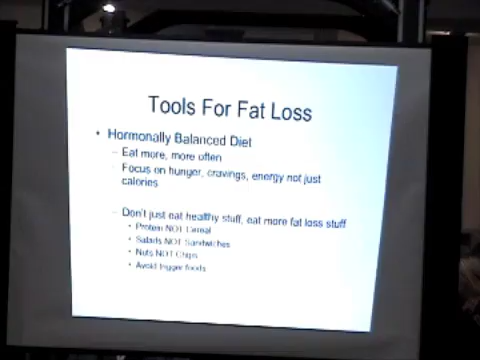 Tools For Fat Loss
• Hormonally Balanced Diet
– Eat more, more often
– Focus on hunger, cravings, energy not just
calories
– Don't just eat healthy stuff, eat more fat loss stuff
• Protein NOT Cereal
• Salads NOT Sandwiches
• Nuts NOT Chips
• Avoid trigger foods